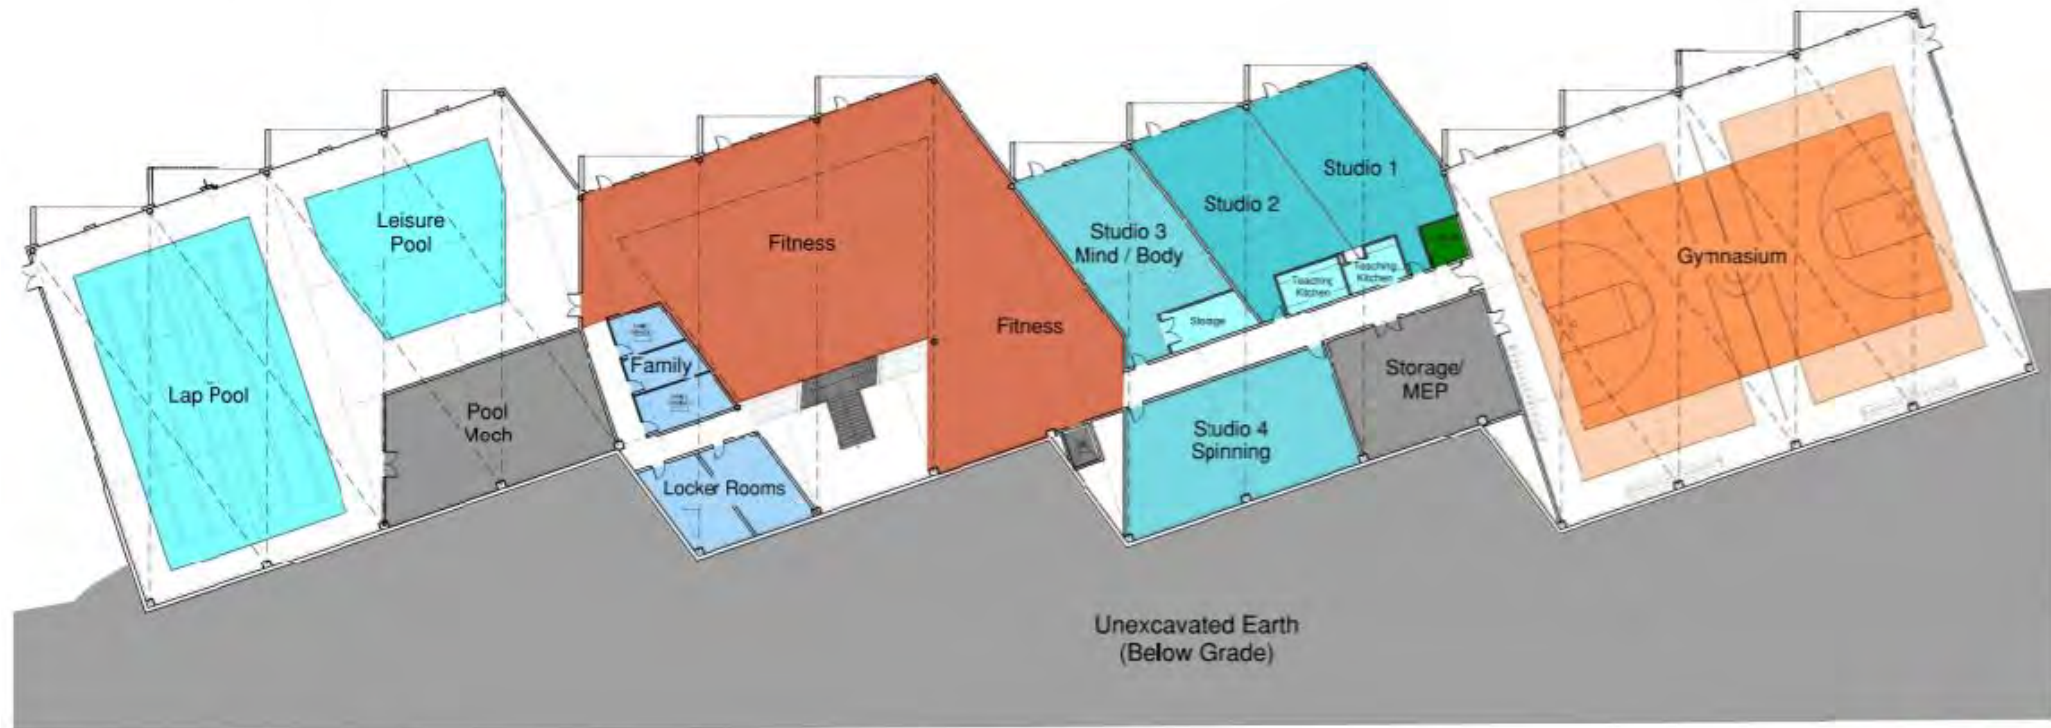 Leisure
Pool
Lap Pool
Pool
Mech
Fitness
Family
Locker Rooms
Fitness
Studio 3
Mind / Body
Storage
Studio 2
Studio 1
Teaching
Kitchen
Teaching
Kitchen
Studio 4
Spinning
Storage/
MEP
Gymnasium
Unexcavated Earth
(Below Grade)